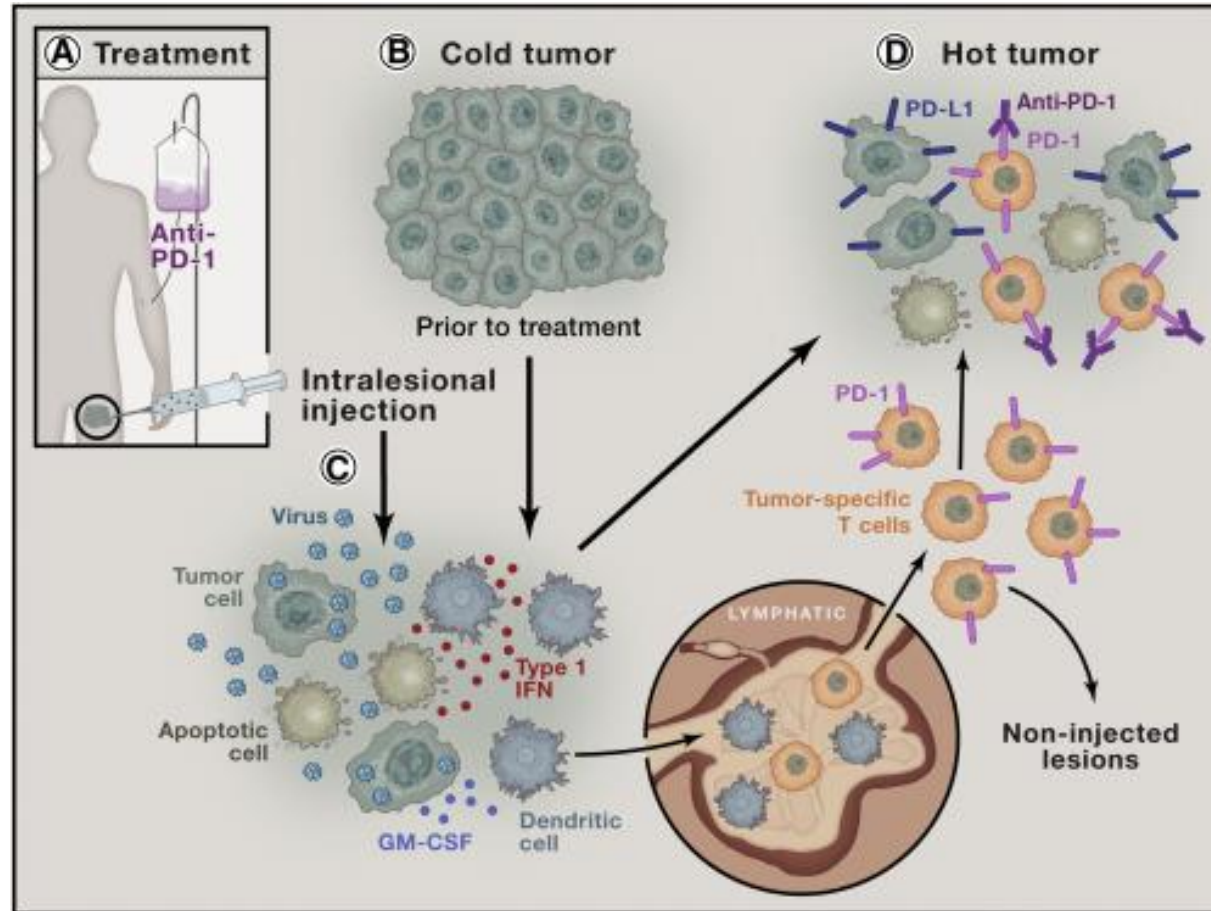 A Treatment
Anti-
PD-1
B Cold tumor
Prior to treatment
Intralesional
injection
C
Virus
Tumor
cell
Apoptotic
cell
Type 1
IFN
GM-CSF
Dendritic
cell
LYMPHATIC
D Hot tumor
PD-L1
Anti-PD-1
PD-1
PD-1
Tumor-specific
T cells
Non-injected
lesions